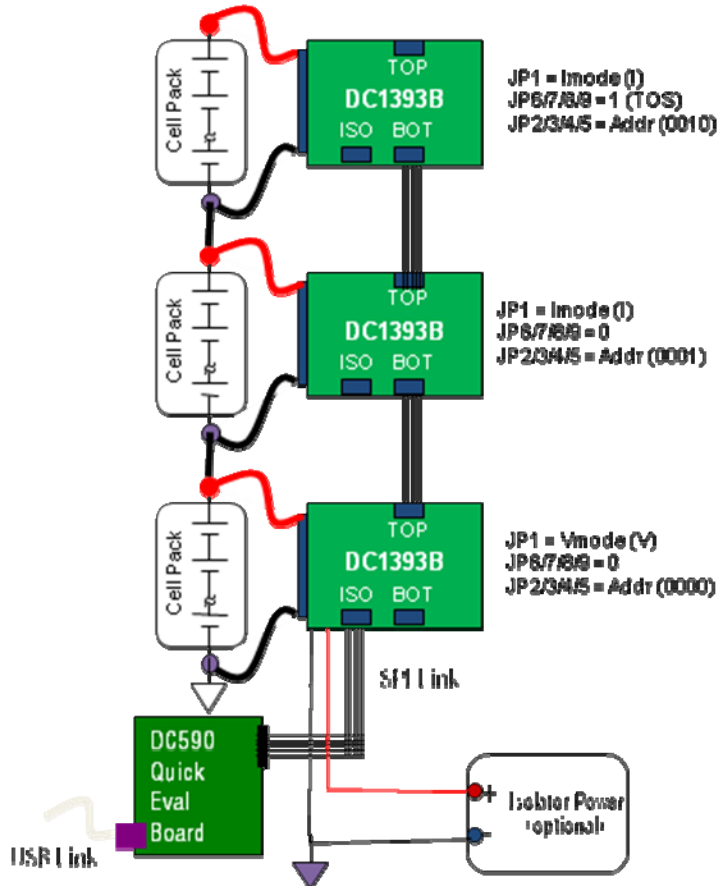 Cell Pack
TOP
DC1393B
ISO BOT
JP1 = Imode (I)
JP6/7/8/9 = 1 (TOS)
JP2/3/4/5 = Addr (0010)
Cell Pack
TOP
DC1393B
ISO BOT
JP1 = Imode (I)
JP6/7/8/9 = 0
JP2/3/4/5 = Addr (0001)
Cell Pack
TOP
DC1393B
ISO BOT
JP1 = Vmode (V)
JP6/7/8/9 = 0
JP2/3/4/5 = Addr (0000)
SPI Link
DC590
Quick
Eval
Board
USB Link
+
-
Isolator Power
(optional)